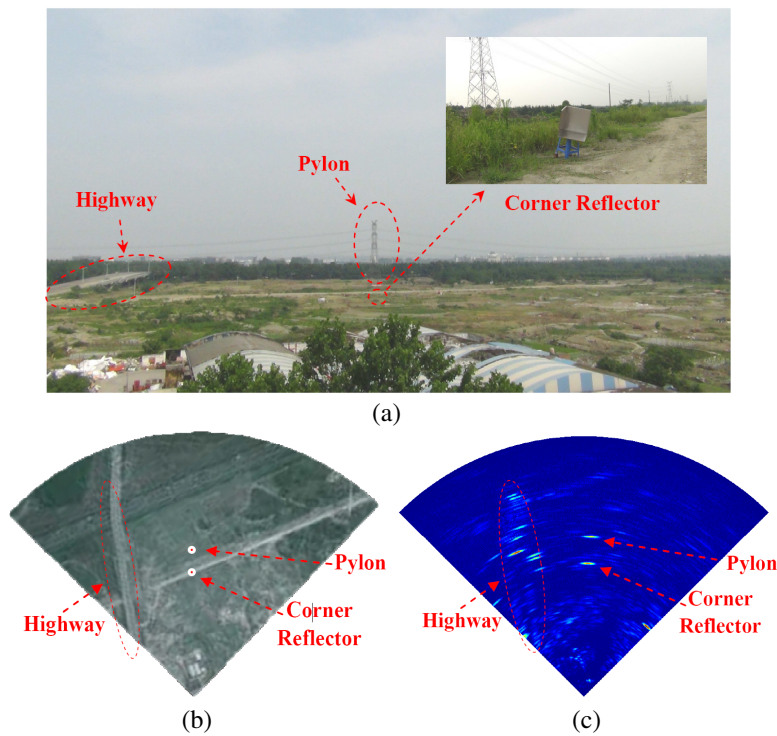 Pylon
Highway
Corner Reflector
(a)
Pylon
Corner
Reflector
Highway
(b)
Pylon
Corner
Reflector
Highway
(c)